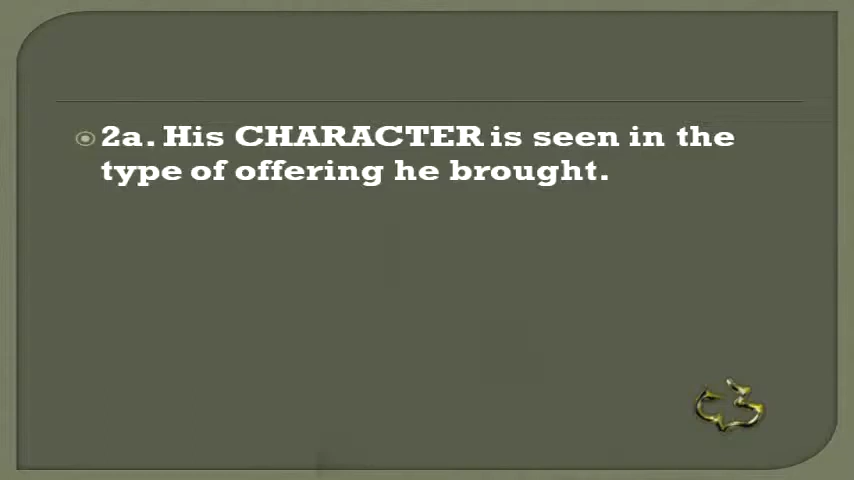 2a. His CHARACTER is seen in the
type of offering he brought.